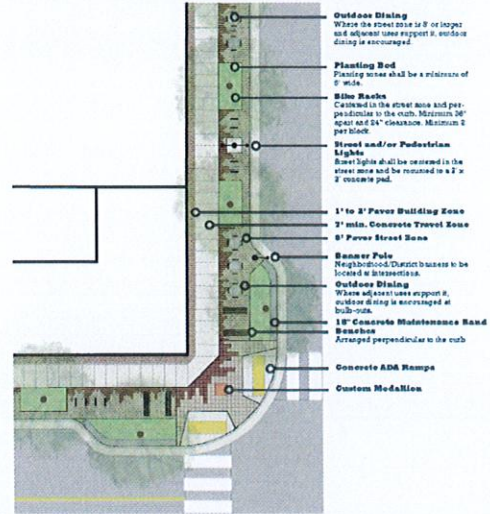 Outdoor Dining
Where the street zone is 8' or larger
and adjacent uses support it, outdoor
dining is encouraged.
Planting Bed
Planting zones shall be a minimum of
5' wide.
Bike Racks
Centered in the street zone and per-
pendicular to the curb. Minimum 36"
apart and 24" clearance. Minimum 2
per block.
Street and/or Pedestrian
Lights
Street lights shall be centered in the
street zone and be mounted to a 2' x
2' concrete pad.
1' to 2' Paver Building Zone
7' min. Concrete Travel Zone
8' Paver Street Zone
Banner Pole
Neighborhood/District banners to be
located at intersections.
Outdoor Dining
Where adjacent uses support it,
outdoor dining is encouraged at
bulb-outs.
18" Concrete Maintenance Band
Benches
Arranged perpendicular to the curb
Concrete ADA Ramps
Custom Medallion